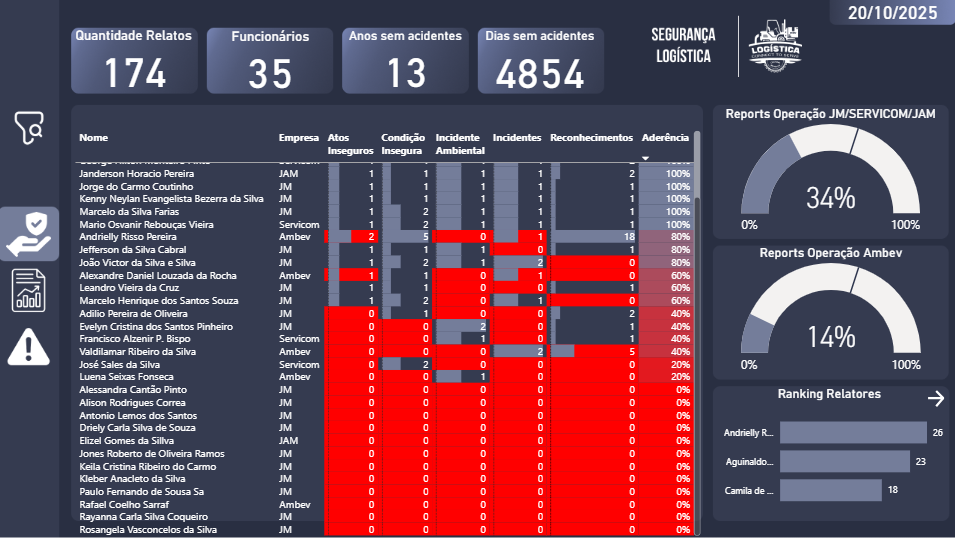 20/10/2025
Quantidade Relatos
174
Funcionários
35
Anos sem acidentes
13
Dias sem acidentes
4854
SEGURANÇA
LOGÍSTICA
LOGÍSTICA
Nome Empresa Atos Inseguros Condição Insegura Incidente Ambiental Incidentes Reconhecimentos Aderência
Janderson Horacio Pereira JAM 1 1 1 1 2 100%
Jorge do Carmo Coutinho JM 1 1 1 1 1 100%
Kenny Neylan Evangelista Bezerra da Silva JM 1 1 1 1 1 100%
Marcelo da Silva Farias JM 1 2 1 1 1 100%
Mario Osvanir Rebouças Vieira Servicom 1 2 1 1 1 100%
Andrielly Risso Pereira Ambev 2 5 0 1 18 80%
Jefferson da Silva Cabral JM 1 1 1 0 1 80%
João Victor da Silva e Silva JM 1 2 1 2 0 80%
Alexandre Daniel Louzada da Rocha Ambev 1 1 0 1 0 60%
Leandro Vieira da Cruz JM 1 1 0 0 1 60%
Marcelo Henrique dos Santos Souza JM 1 2 0 1 0 60%
Adilio Pereira de Oliveira JM 0 1 0 0 2 40%
Evelyn Cristina dos Santos Pinheiro JM 0 0 2 0 1 40%
Francisco Alzenir P. Bispo Servicom 0 0 1 0 1 40%
Valdilamar Ribeiro da Silva Ambev 0 0 0 2 5 40%
José Sales da Silva Servicom 0 2 0 0 0 20%
Luena Seixas Fonseca Ambev 0 0 1 0 0 20%
Alessandra Cantão Pinto JM 0 0 0 0 0 0%
Alison Rodrigues Correa JM 0 0 0 0 0 0%
Antonio Lemos dos Santos JM 0 0 0 0 0 0%
Driely Carla Silva de Souza JM 0 0 0 0 0 0%
Elizel Gomes da Sillva JAM 0 0 0 0 0 0%
Jones Roberto de Oliveira Ramos JM 0 0 0 0 0 0%
Keila Cristina Ribeiro do Carmo JM 0 0 0 0 0 0%
Kleber Anacleto da Silva JM 0 0 0 0 0 0%
Paulo Fernando de Sousa Sa JM 0 0 0 0 0 0%
Rafael Coelho Sarraf Ambev 0 0 0 0 0 0%
Rayanna Carla Silva Coqueiro JM 0 0 0 0 0 0%
Rosangela Vasconcelos da Silva JM 0 0 0 0 0 0%
Reports Operação JM/SERVICOM/JAM
34%
0% 100%
Reports Operação Ambev
14%
0% 100%
Ranking Relatores
Andrielly R... 26
Aguinaldo... 23
Camila de ... 18